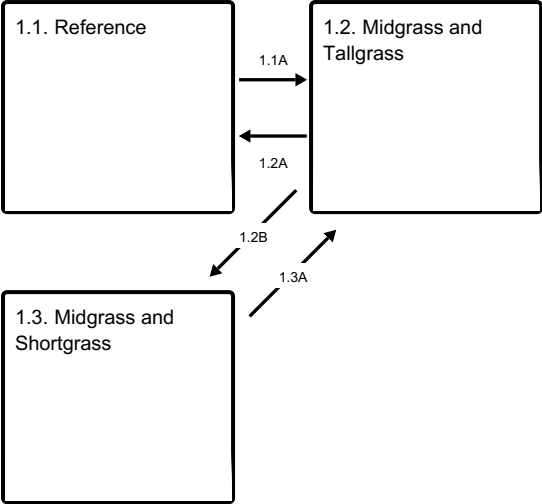 1.1. Reference
1.2. Midgrass and
Tallgrass
1.1A
1.2A
1.2B
1.3A
1.3. Midgrass and
Shortgrass